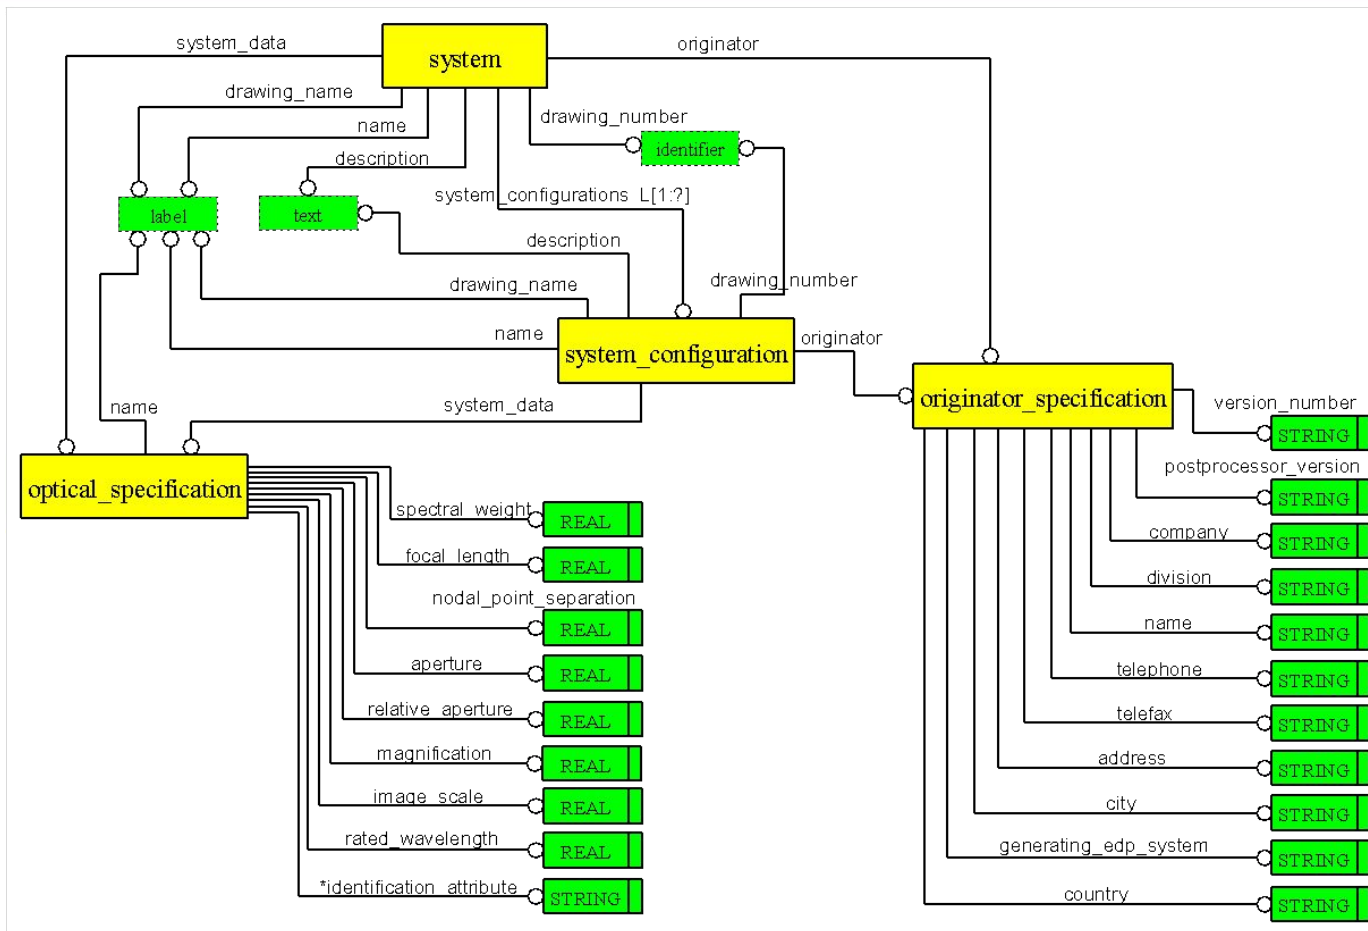 system_data
system
originator
drawing_name
name
drawing_number
identifier
description
system_configurations L[1:?]
label
text
description
drawing_name
drawing_number
name
system_configuration
originator
originator_specification
system_data
name
version_number
STRING
optical_specification
postprocessor_version
STRING
spectral_weight
REAL
company
STRING
focal_length
REAL
division
STRING
nodal_point_separation
REAL
name
STRING
aperture
REAL
telephone
STRING
relative_aperture
REAL
telefax
STRING
magnification
REAL
address
STRING
image_scale
REAL
city
STRING
rated_wavelength
REAL
generating_edp_system
STRING
*identification_attribute
STRING
country
STRING